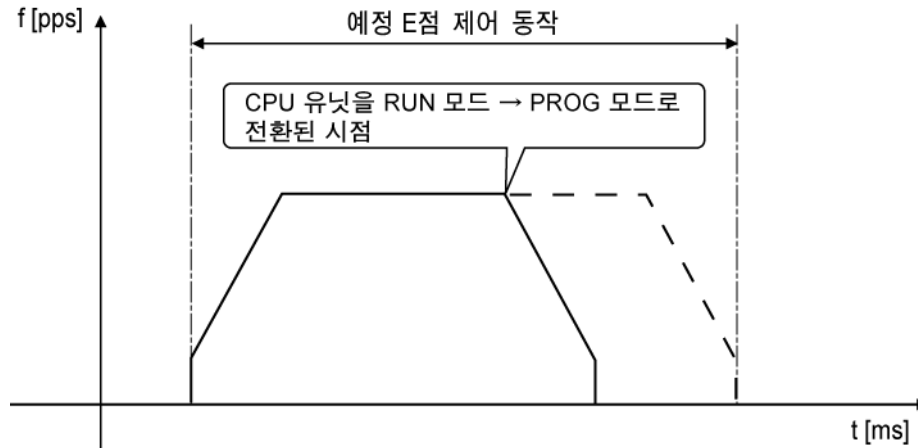 f [pps]
예정 E점 제어 동작
CPU 유닛을 RUN 모드 → PROG 모드로
전환된 시점
t [ms]